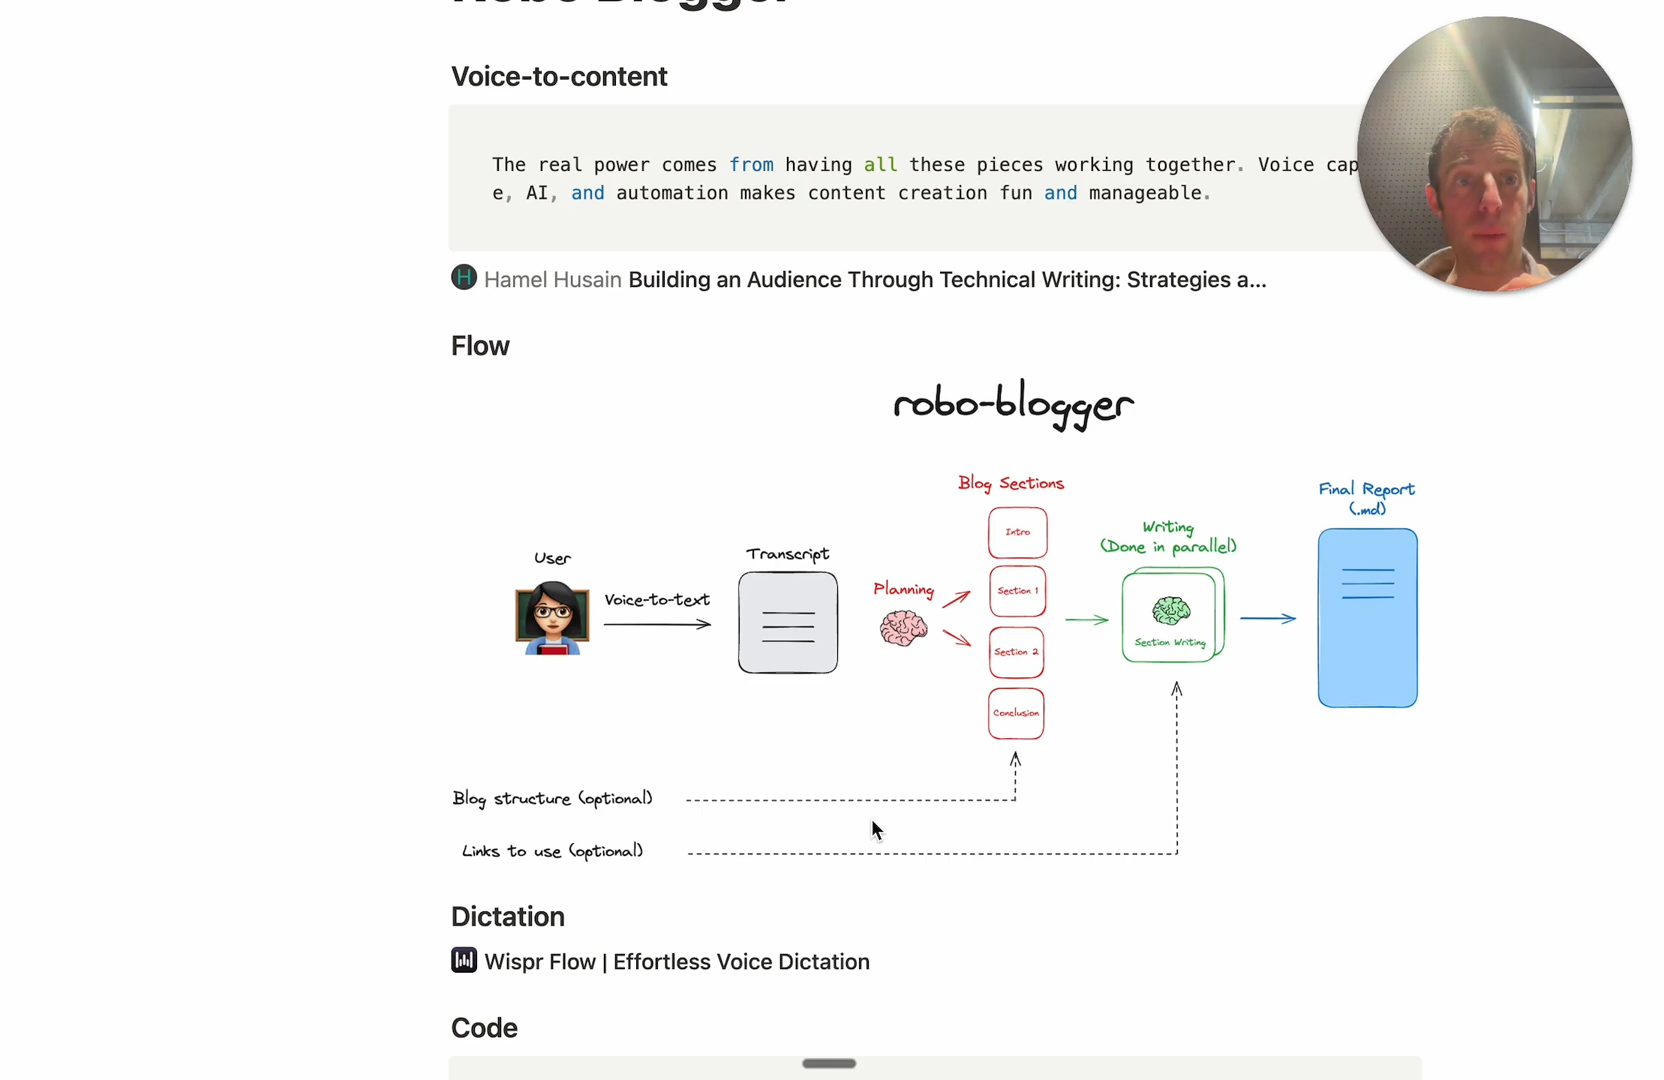 Voice-to-content
The real power comes from having all these pieces working together. Voice cap
e, AI, and automation makes content creation fun and manageable.
H Hamel Husain Building an Audience Through Technical Writing: Strategies a...
Flow
robo-blogger
Blog Sections
Final Report
(.md)
Intro
Writing
(Done in parallel)
User
Transcript
Voice-to-text
Planning
Section 1
Section Writing
Section 2
Conclusion
Blog structure (optional)
Links to use (optional)
Dictation
Wispr Flow | Effortless Voice Dictation
Code